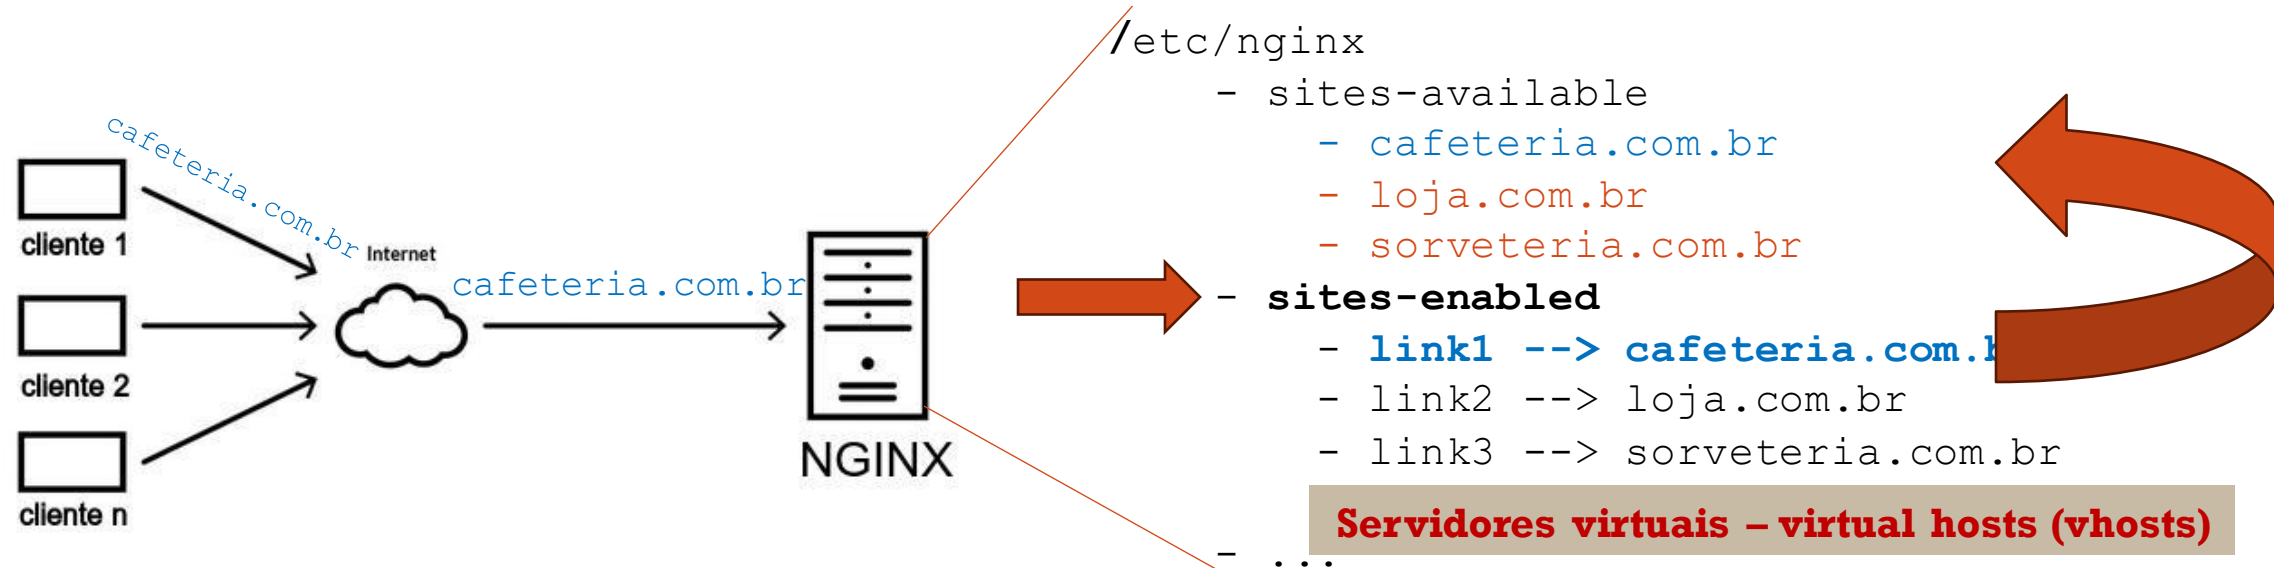 cafeteria.com.br
cliente 1
cliente 2
cliente n
Internet
cafeteria.com.br
NGINX
/etc/nginx
- sites-available
- cafeteria.com.br
- loja.com.br
- sorveteria.com.br
- sites-enabled
- link1 --> cafeteria.com.b
- link2 --> loja.com.br
- link3 --> sorveteria.com.br
Servidores virtuais – virtual hosts (vhosts)
- ...